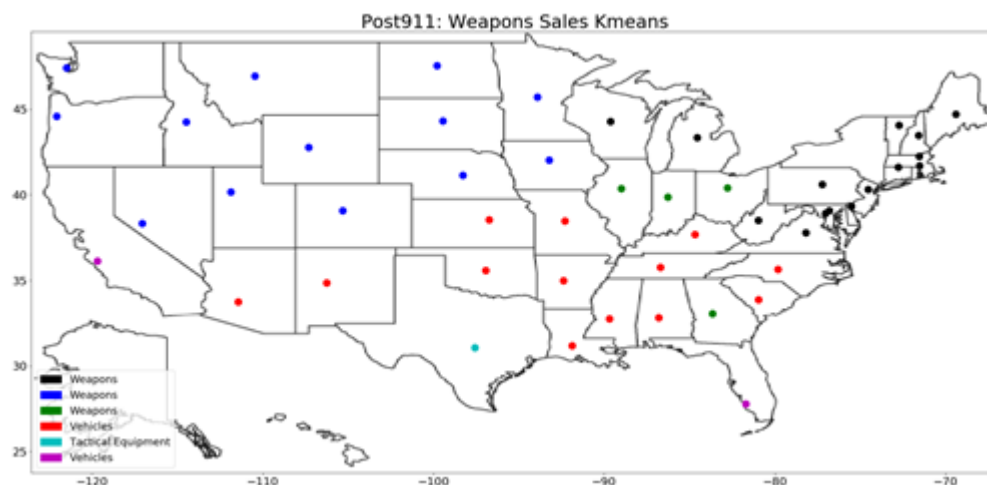 Post911: Weapons Sales Kmeans
45
40
35
30
25
Weapons
Weapons
Weapons
Vehicles
Tactical Equipment
Vehicles
−120
−110
−100
−90
−80
−70